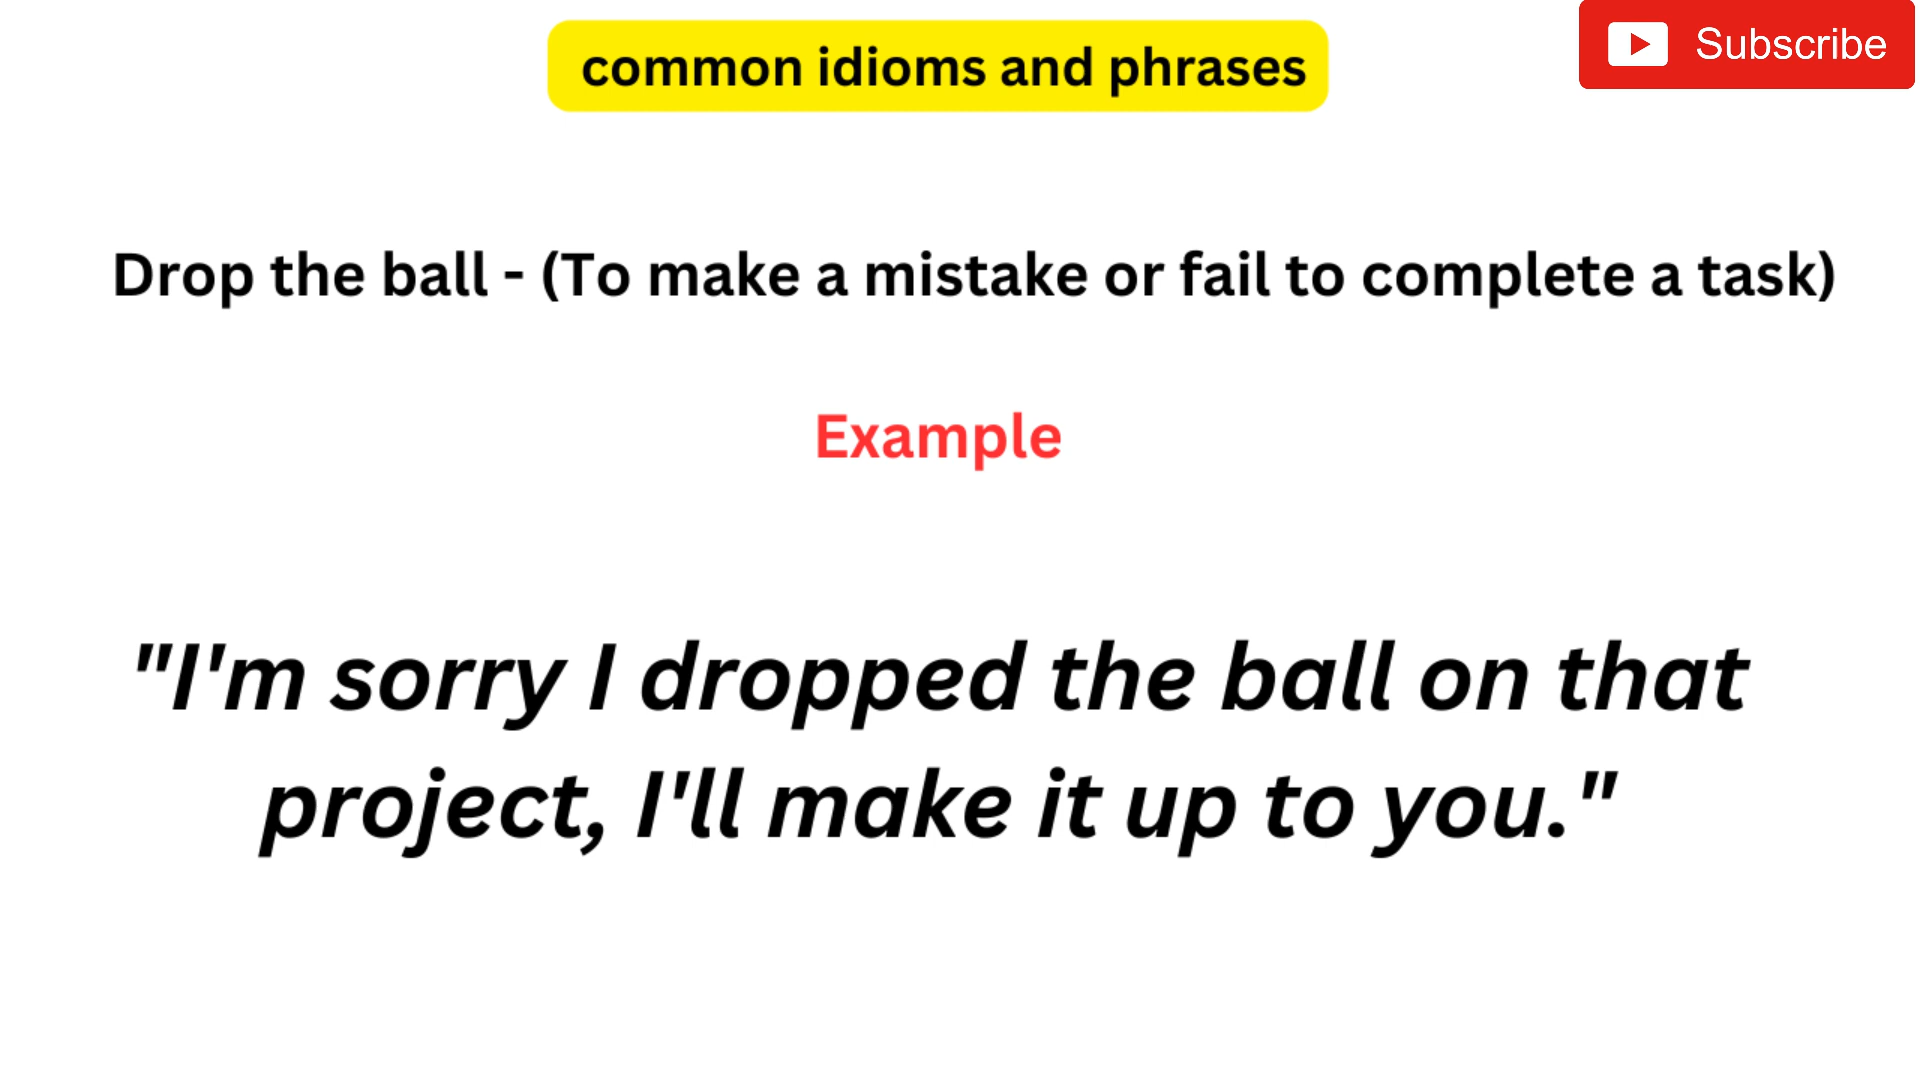 common idioms and phrases
Subscribe
Drop the ball - (To make a mistake or fail to complete a task)
Example
"I'm sorry I dropped the ball on that
project, I'll make it up to you."